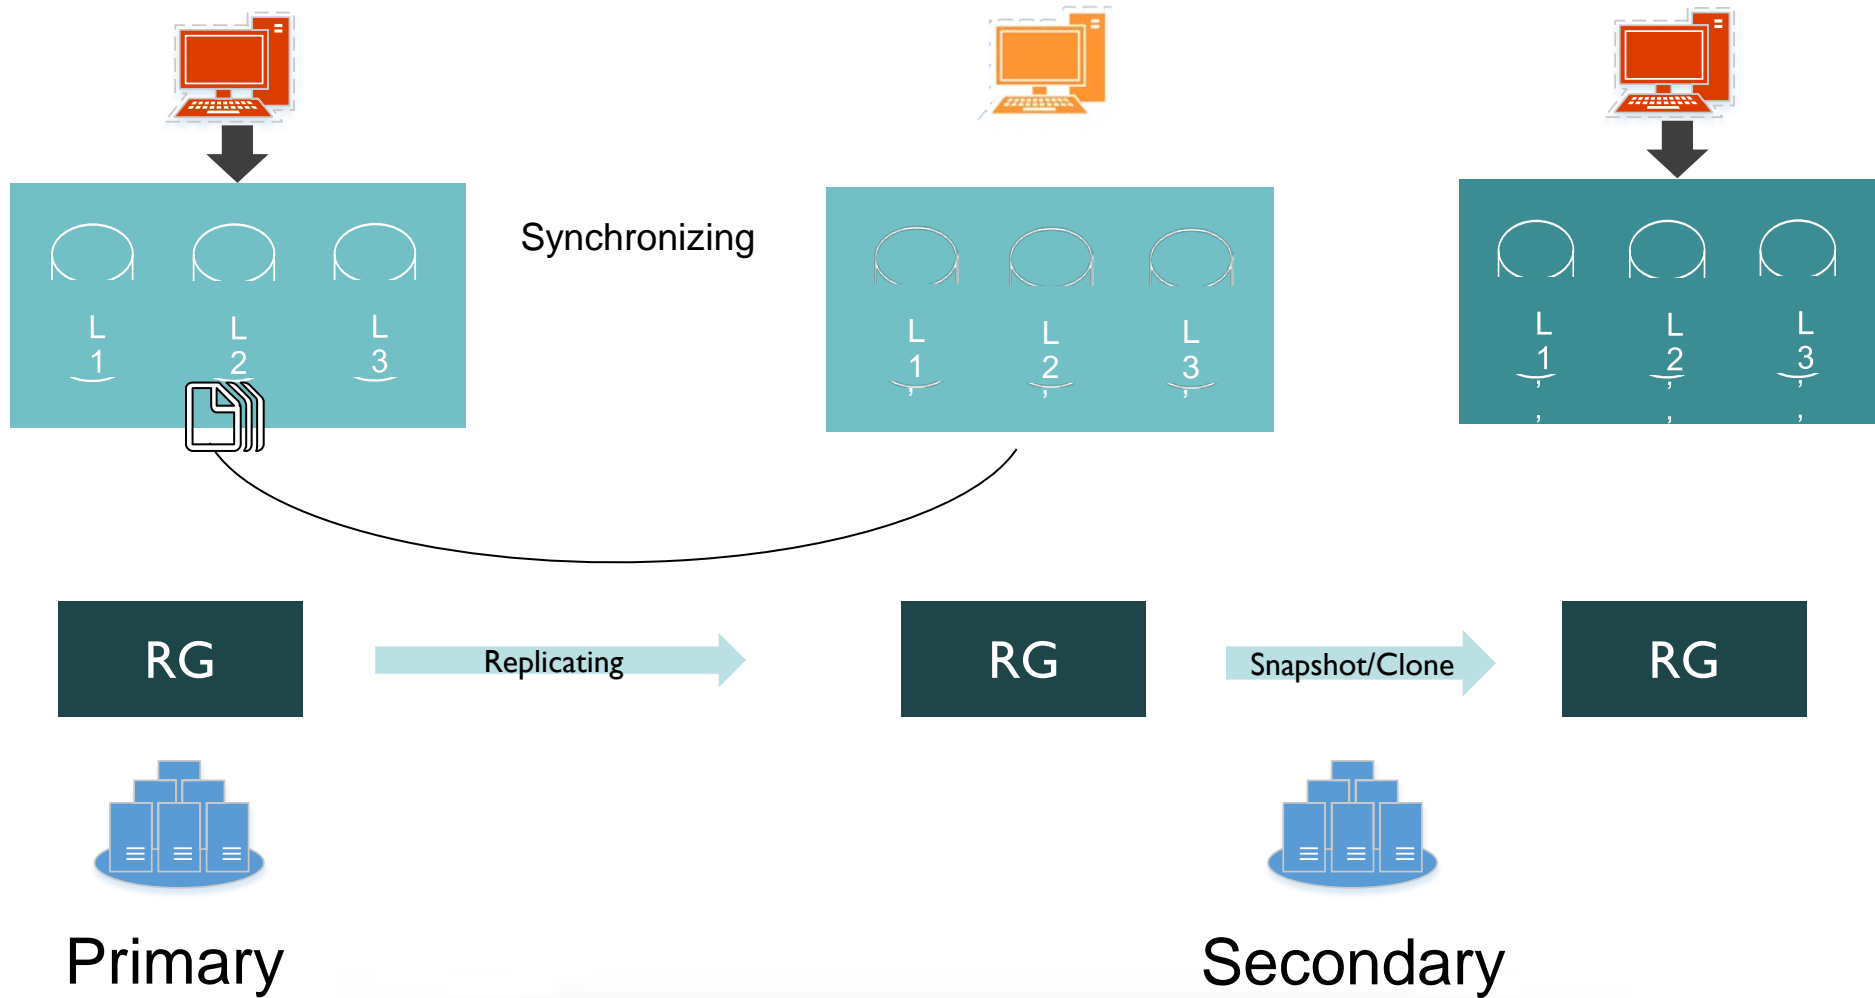 Synchronizing
L
1
L
2
L
3
L
1
'
L
2
'
L
3
'
L
1
'
'
L
2
'
'
L
3
'
'
RG
Replicating
RG
Snapshot/Clone
RG
Primary
Secondary